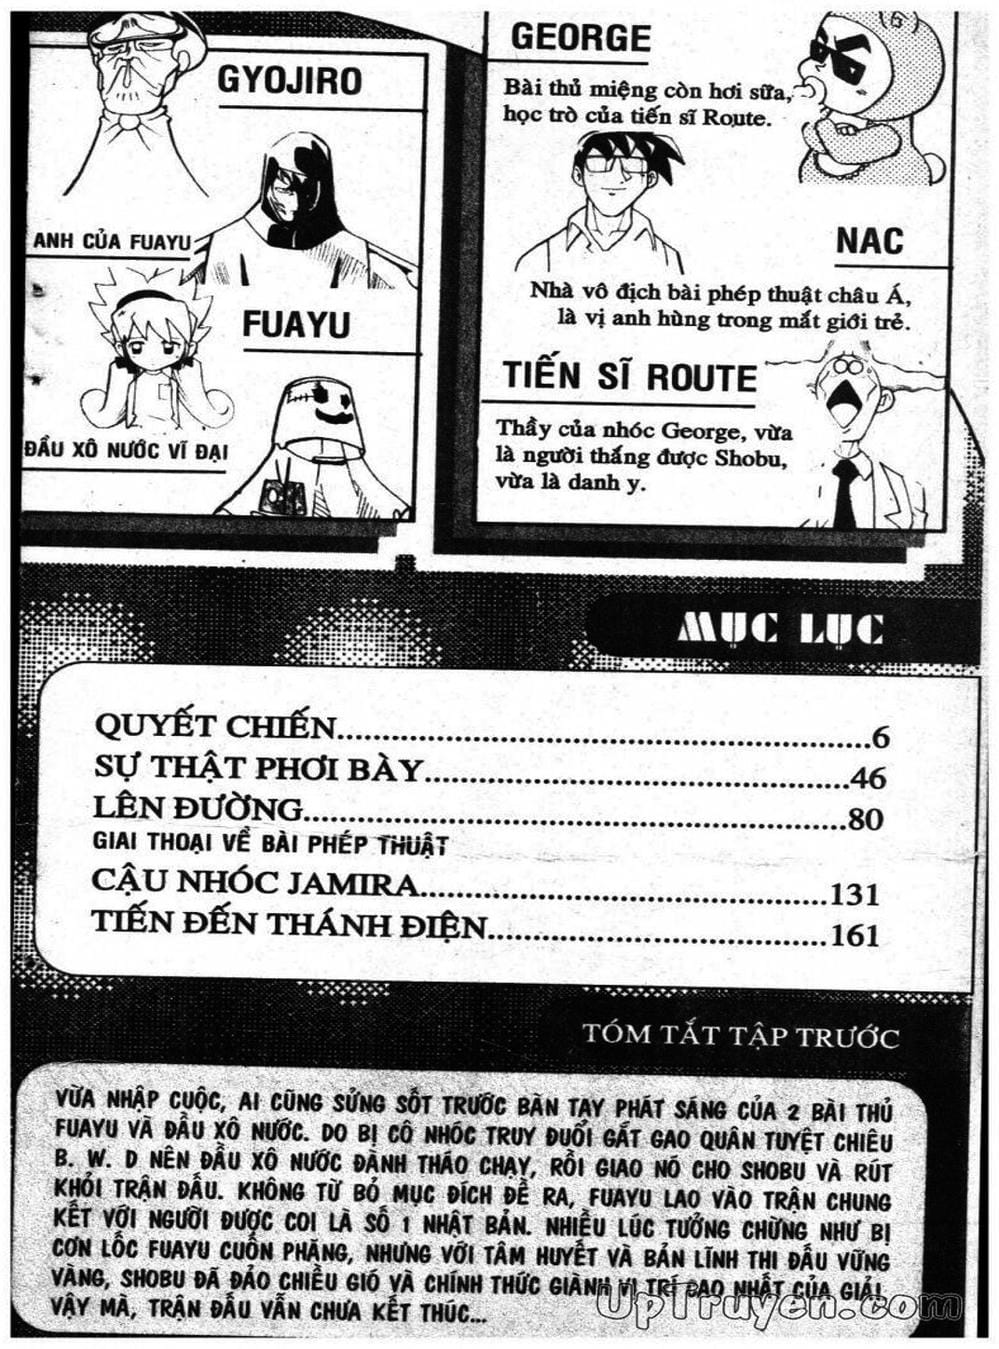 GYOJIRO
ANH CỦA FUAYU
FUAYU
ĐẦU XÔ NƯỚC VĨ ĐẠI
(6)
GEORGE
Bài thủ miệng còn hơi sữa,
học trò của tiến sĩ Route.
NAC
Nhà vô địch bài phép thuật châu Á,
là vị anh hùng trong mắt giới trẻ.
TIẾN SĨ ROUTE
Thầy của nhóc George, vừa
là người thắng được Shobu,
vừa là danh y.
MỤC LỤC
QUYẾT CHIẾN....................................................6
SỰ THẬT PHƠI BÀY..........................................46
LÊN ĐƯỜNG.....................................................80
GIAI THOẠI VỀ BÀI PHÉP THUẬT
CẬU NHÓC JAMIRA........................................131
TIẾN ĐẾN THÁNH ĐIỆN.................................161
TÓM TẮT TẬP TRƯỚC
VỪA NHẬP CUỘC, AI CŨNG SỬNG SỐT TRƯỚC BÀN TAY PHÁT SÁNG CỦA 2 BÀI THỦ
FUAYU VÀ ĐẦU XÔ NƯỚC. DO BỊ CÔ NHÓC TRUY ĐUỔI GẮT GAO QUÂN TUYỆT CHIÊU
B. W. D NÊN ĐẦU XÔ NƯỚC ĐÀNH THÁO CHẠY, RỒI GIAO NÓ CHO SHOBU VÀ RÚT
KHỎI TRẬN ĐẤU. KHÔNG TỪ BỎ MỤC ĐÍCH ĐỀ RA, FUAYU LAO VÀO TRẬN CHUNG
KẾT VỚI NGƯỜI ĐƯỢC COI LÀ SỐ 1 NHẬT BẢN. NHIỀU LÚC TƯỞNG CHỪNG NHƯ BỊ
CƠN LỐC FUAYU CUỐN PHĂNG, NHƯNG VỚI TÂM HUYẾT VÀ BẢN LĨNH THI ĐẤU VỮNG
VÀNG, SHOBU ĐÃ ĐẢO CHIỀU GIÓ VÀ CHÍNH THỨC GIÀNH VỊ TRÍ CAO NHẤT CỦA GIẢI.
VẬY MÀ, TRẬN ĐẤU VẪN CHƯA KẾT THÚC...
UpTruyen.com